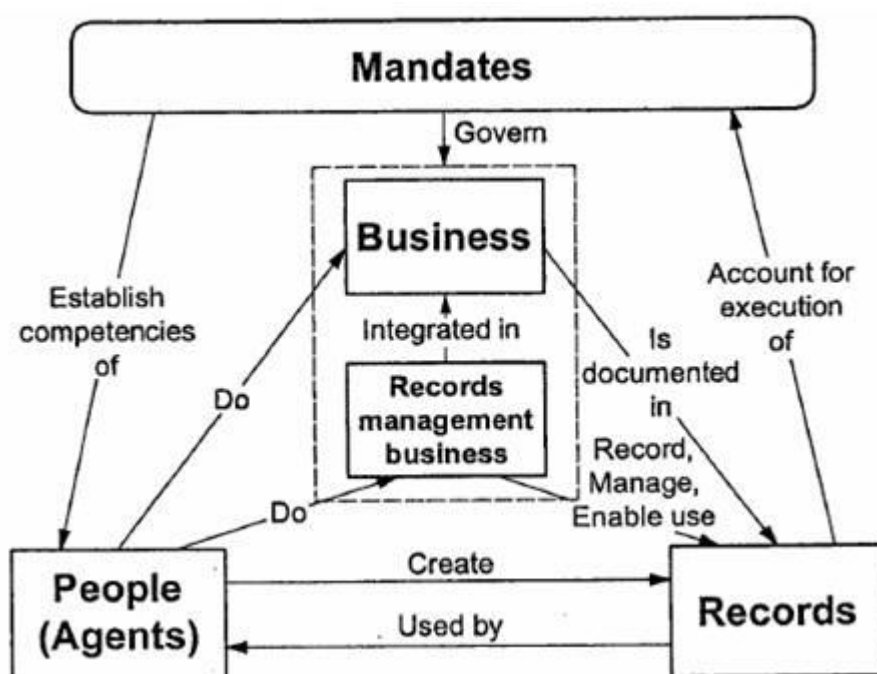 Mandates
Govern
Business
Establish
competencies
of
Account for
execution
of
Integrated in
Is
documented
in
Do
Records
management
business
Record,
Manage,
Enable use
Do
People
(Agents)
Create
Used by
Records